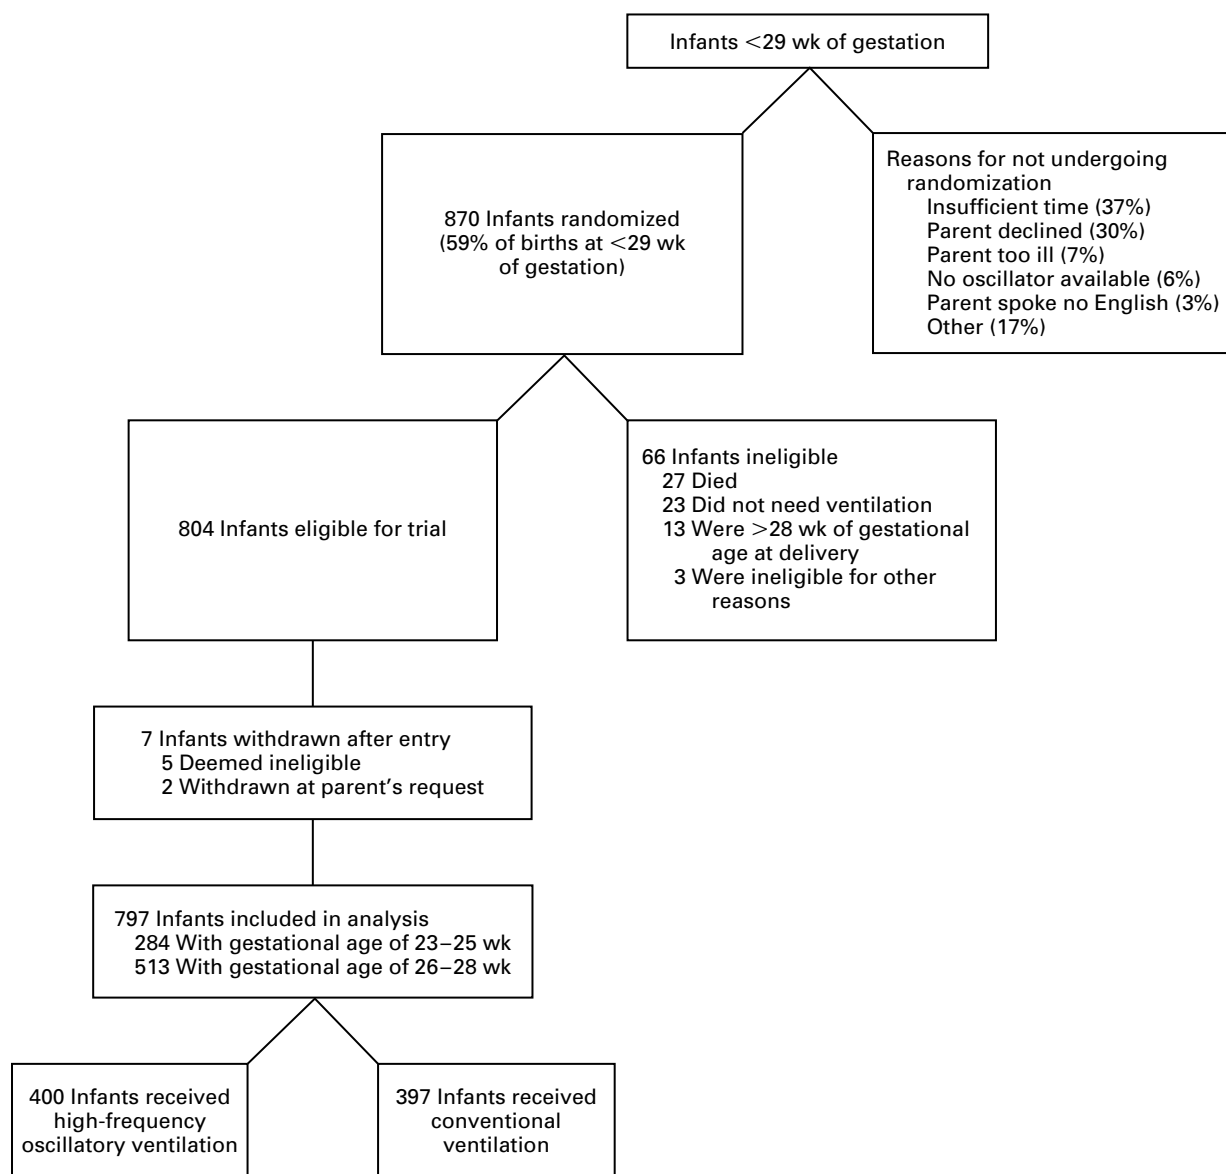 Infants <29 wk of gestation
870 Infants randomized
(59% of births at <29 wk
of gestation)
Reasons for not undergoing
randomization
Insufficient time (37%)
Parent declined (30%)
Parent too ill (7%)
No oscillator available (6%)
Parent spoke no English (3%)
Other (17%)
804 Infants eligible for trial
66 Infants ineligible
27 Died
23 Did not need ventilation
13 Were >28 wk of gestational
age at delivery
3 Were ineligible for other
reasons
7 Infants withdrawn after entry
5 Deemed ineligible
2 Withdrawn at parent’s request
797 Infants included in analysis
284 With gestational age of 23–25 wk
513 With gestational age of 26–28 wk
400 Infants received
high-frequency
oscillatory ventilation
397 Infants received
conventional
ventilation